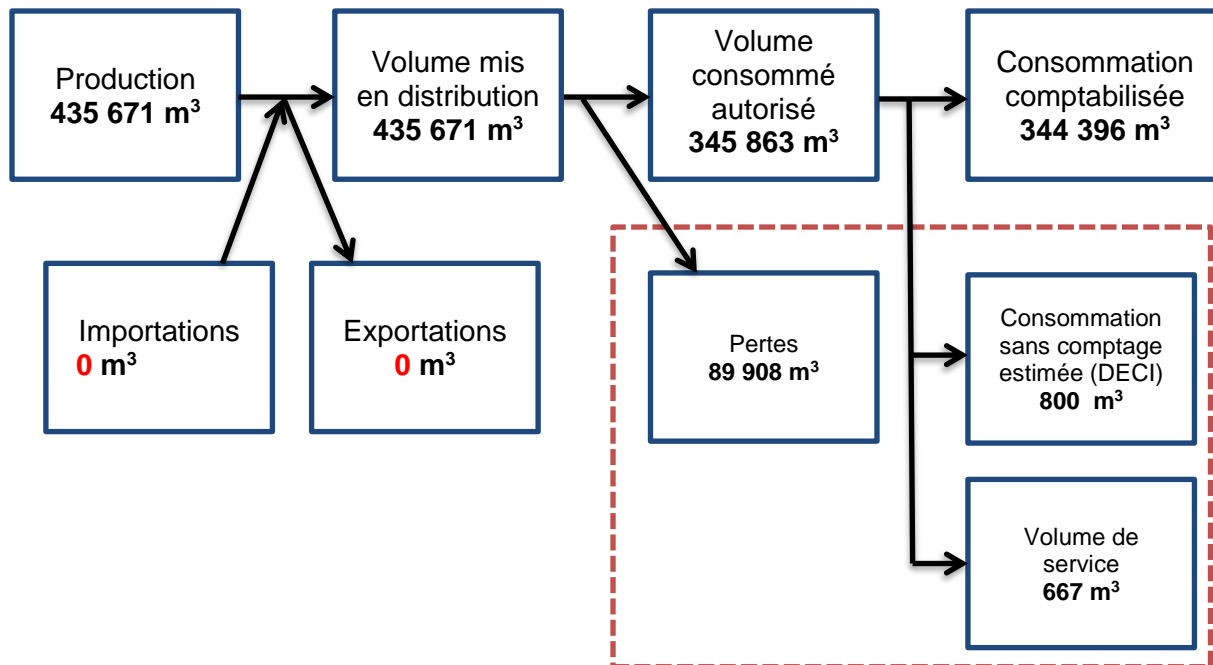 Production
435 671 m³
Volume mis
en distribution
435 671 m³
Volume
consommé
autorisé
345 863 m³
Consommation
comptabilisée
344 396 m³
Importations
0 m³
Exportations
0 m³
Pertes
89 908 m³
Consommation
sans comptage
estimée (DECI)
800 m³
Volume de
service
667 m³